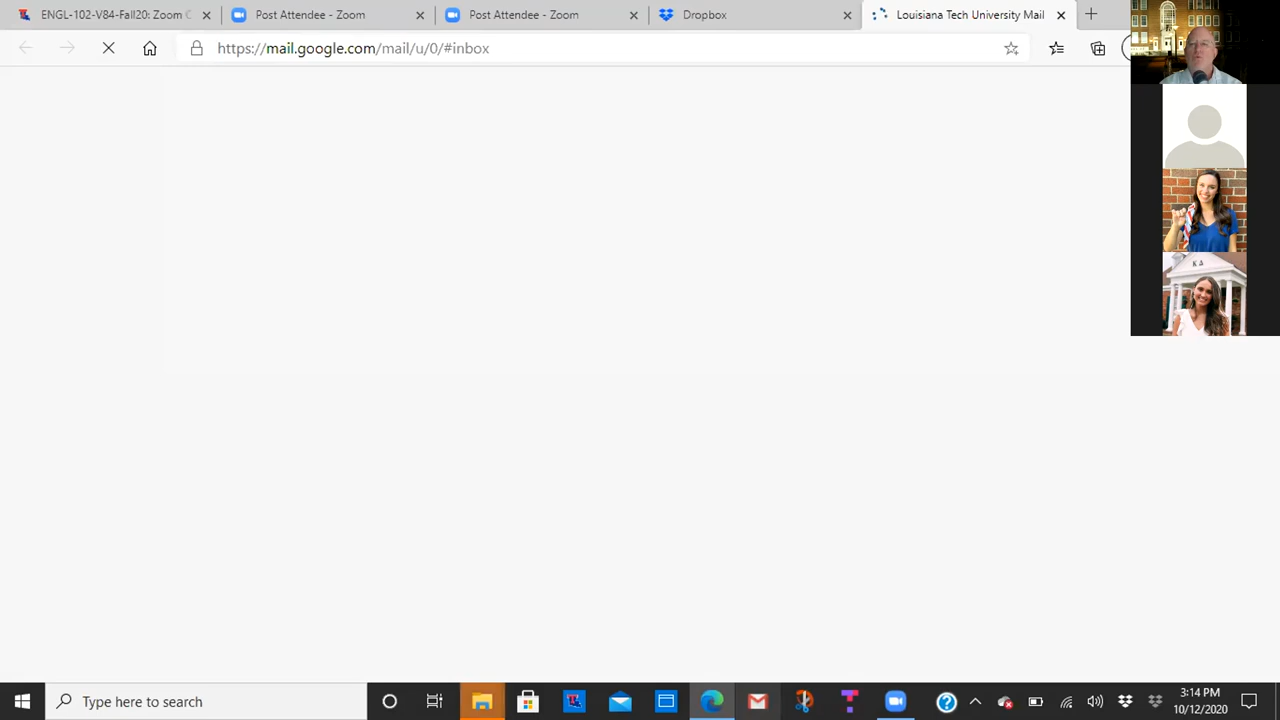 ENGL-102-V84-Fall20: Zoom C
Post Attendee - Zoom
Post Attendee - Zoom
Dropbox
Louisiana Tech University Mail
https://mail.google.com/mail/u/0/#inbox
ΚΔ
Type here to search
3:14 PM
10/12/2020